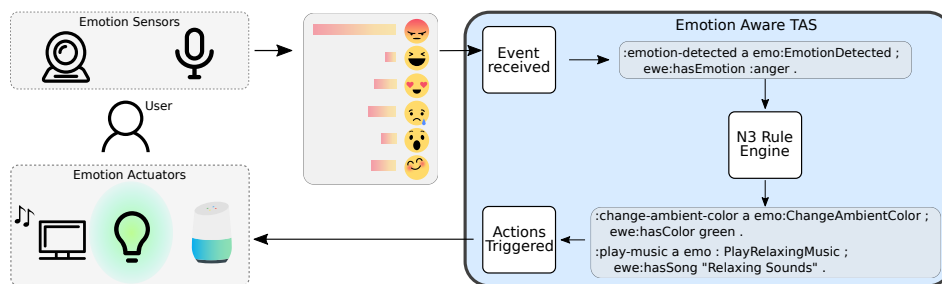 Emotion Sensors
User
Emotion Actuators
Emotion Aware TAS
Event
received
:emotion-detected a emo:EmotionDetected ;
ewe:hasEmotion :anger .
N3 Rule
Engine
:change-ambient-color a emo:ChangeAmbientColor ;
ewe:hasColor green .
:play-music a emo : PlayRelaxingMusic ;
ewe:hasSong "Relaxing Sounds" .
Actions
Triggered